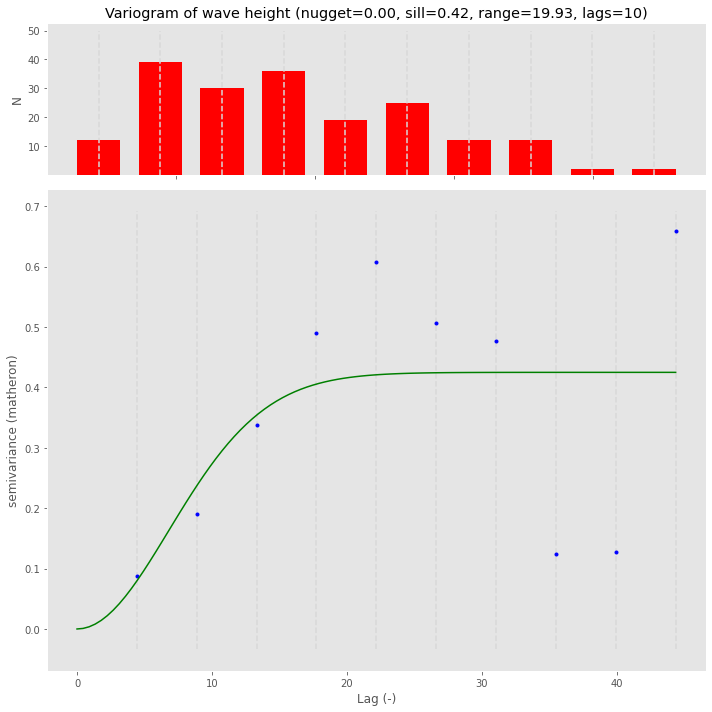 Variogram of wave height (nugget=0.00, sill=0.42, range=19.93, lags=10)
50
40
30
20
10
N
0.7
0.6
0.5
0.4
0.3
0.2
0.1
0.0
semivariance (matheron)
0 10 20 30 40
Lag (-)